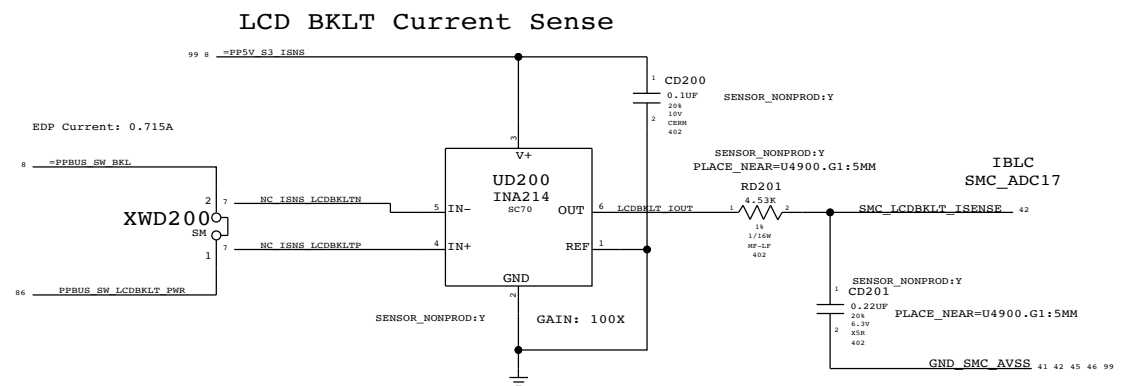 LCD BKLT Current Sense
99 8 =PP5V_S3_ISNS
1 CD200
0.1UF
20%
10V
CERM
402
2
SENSOR_NONPROD:Y
EDP Current: 0.715A
8 =PPBUS_SW_BKL
3
V+
UD200
INA214
SC70
SENSOR_NONPROD:Y
PLACE_NEAR=U4900.G1:5MM
RD201
1 4.53K 2
1%
1/16W
MF-LF
402
IBLC
SMC_ADC17
2 7 NC_ISNS_LCDBKLTN 5 IN-
OUT 6 LCDBKLT_IOUT
SMC_LCDBKLT_ISENSE 42
XWD200
SM
1 7 NC_ISNS_LCDBKLTP 4 IN+
REF 1
GND
2
86 PPBUS_SW_LCDBKLT_PWR
SENSOR_NONPROD:Y
GAIN: 100X
SENSOR_NONPROD:Y
1 CD201
0.22UF
20%
6.3V
X5R
402
2
PLACE_NEAR=U4900.G1:5MM
GND_SMC_AVSS 41 42 45 46 99